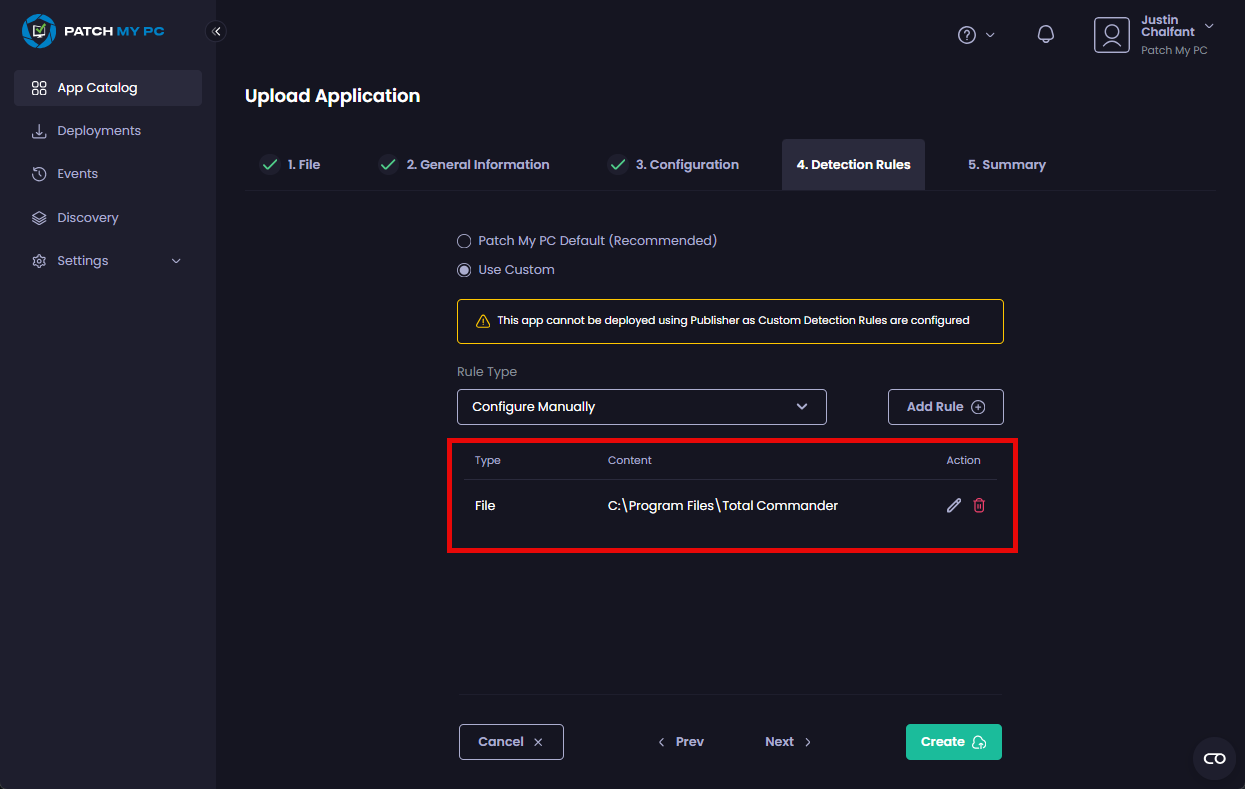 PATCH MY PC
Justin
Chalfant
Patch My PC
App Catalog
Deployments
Events
Discovery
Settings
Upload Application
1. File
2. General Information
3. Configuration
4. Detection Rules
5. Summary
Patch My PC Default (Recommended)
Use Custom
This app cannot be deployed using Publisher as Custom Detection Rules are configured
Rule Type
Configure Manually
Add Rule
Type Content Action
File C:\Program Files\Total Commander
Cancel
Prev
Next
Create